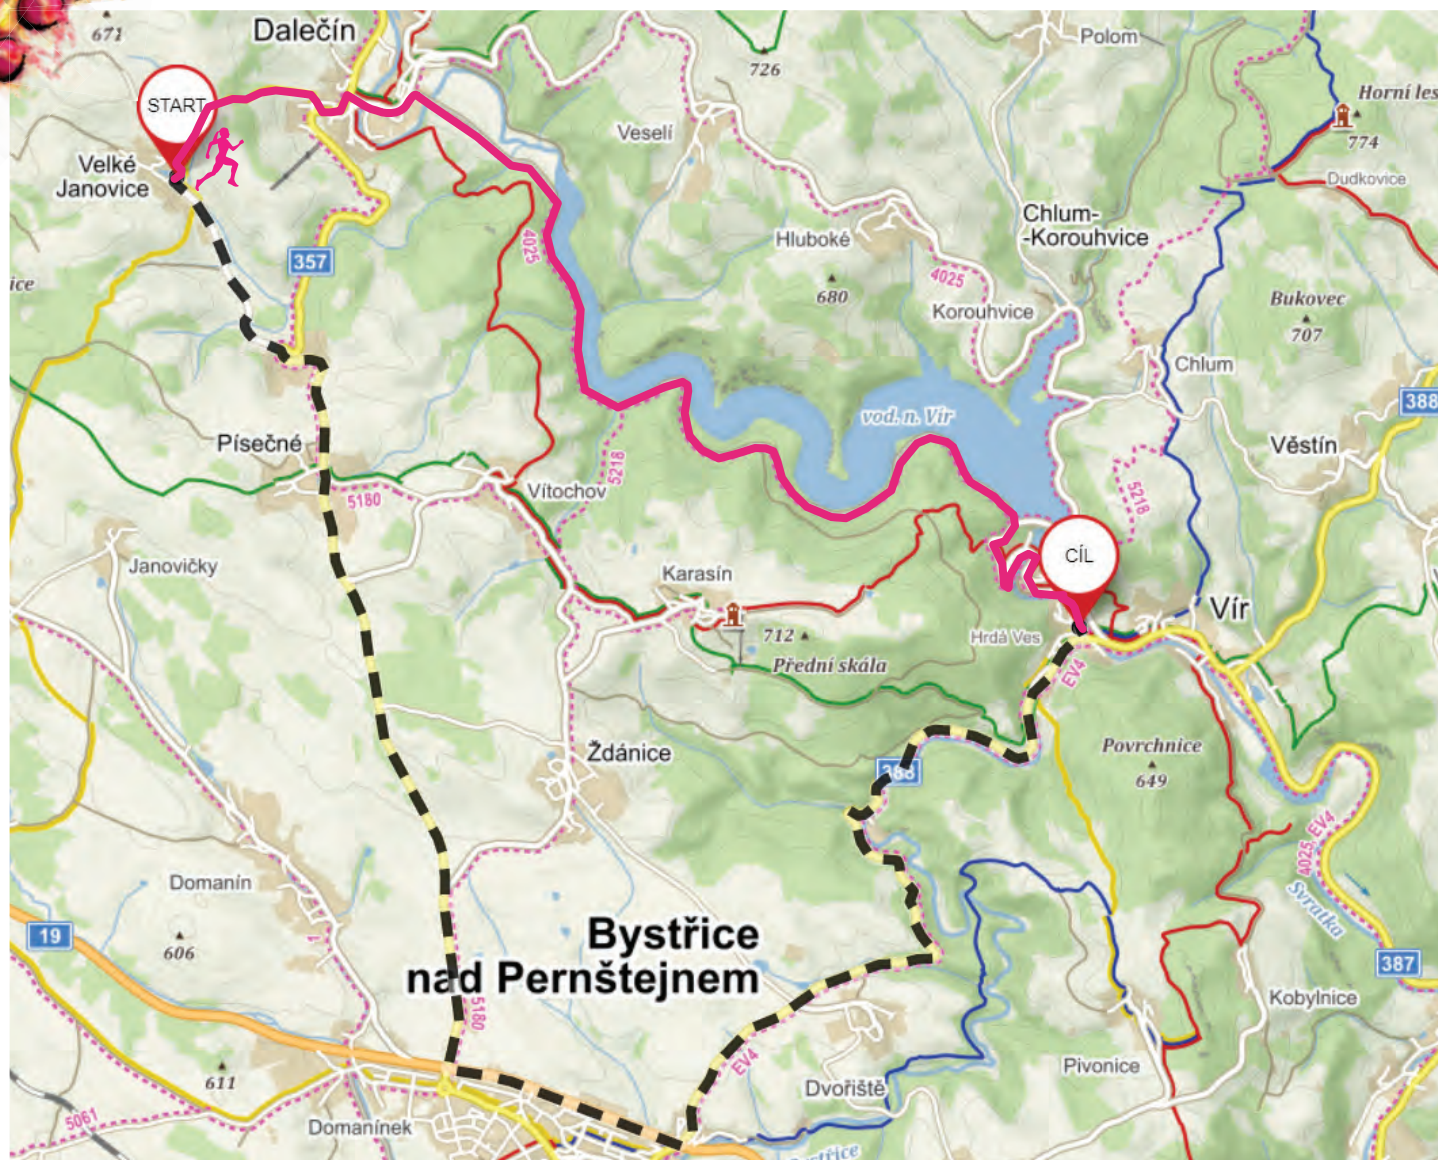 671
Dalečín
726
Polom
Horní les
774
START
Veselí
Velké
Janovice
Dudkovice
Chlum-
-Korouhvice
Hluboké
4025
357
4025
ice
680
Korouhvice
Bukovec
707
Chlum
388
vod. n. Vír
Písečné
Věstín
5218
Vítochov
5180
5218
CÍL
Janovičky
Karasín
Vír
712
Hrdá Ves
Přední skála
EV4
Povrchnice
649
Ždánice
388
4025 EV4
Domanín
Svratka
19
606
Bystřice
nad Pernštejnem
387
5180
Kobylnice
EV4
Pivonice
611
Dvořiště
5061
Domanínek